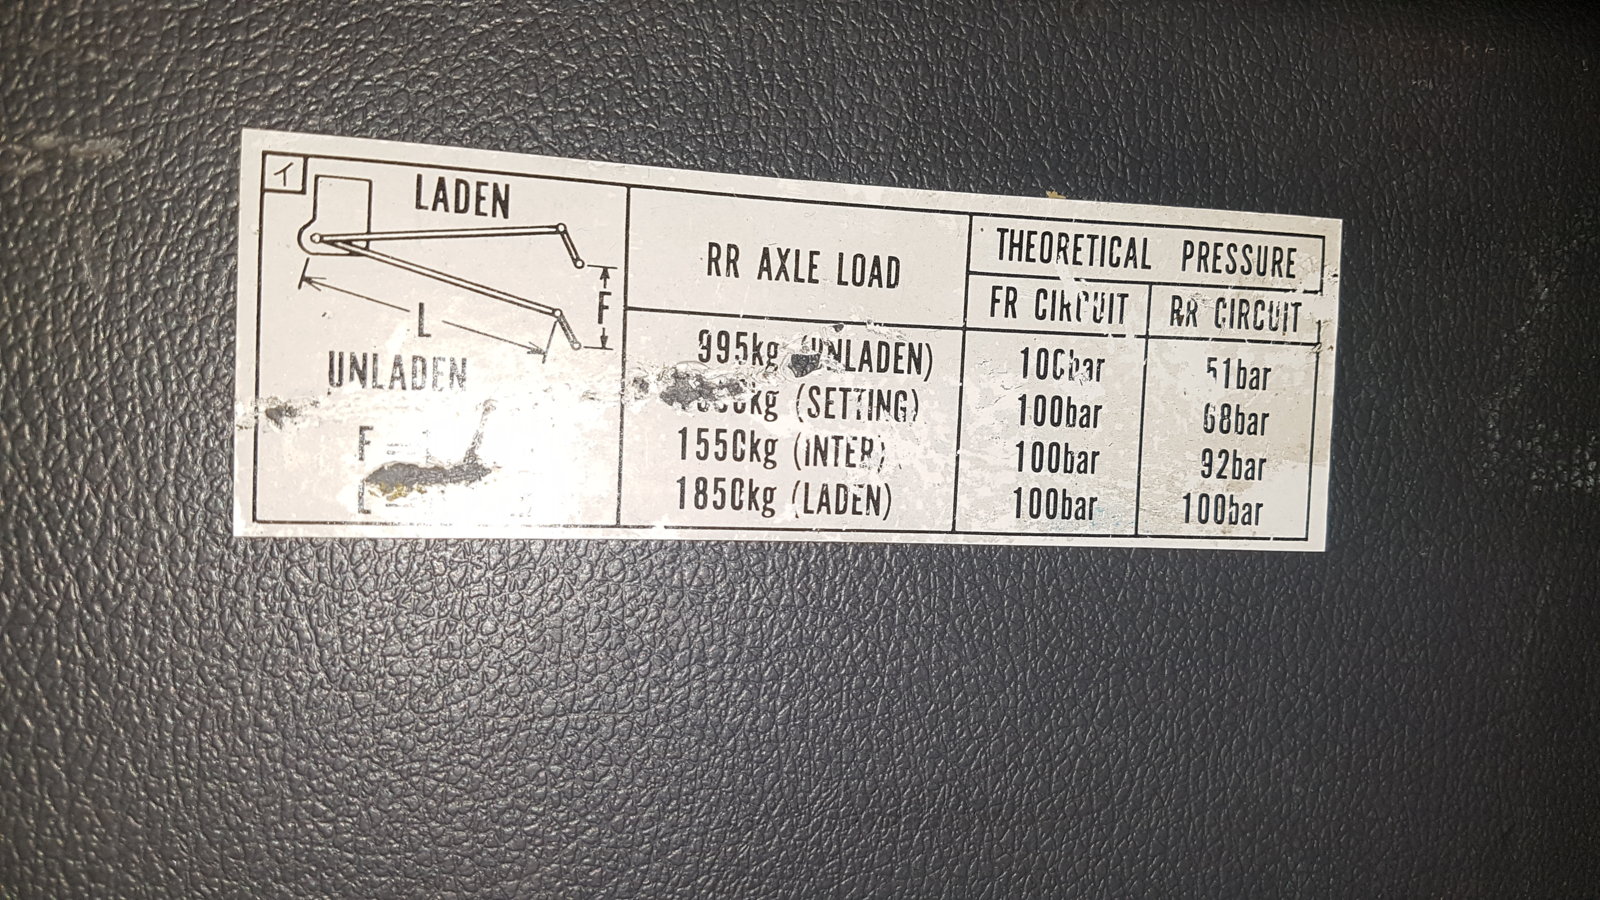 イ
LADEN
F
L
UNLADEN
F =
L =
RR AXLE LOAD
THEORETICAL PRESSURE
FR CIRCUIT RR CIRCUIT
995kg (UNLADEN) 100bar 51bar
(SETTING) 100bar 68bar
1550kg (INTER) 100bar 92bar
1850kg (LADEN) 100bar 100bar